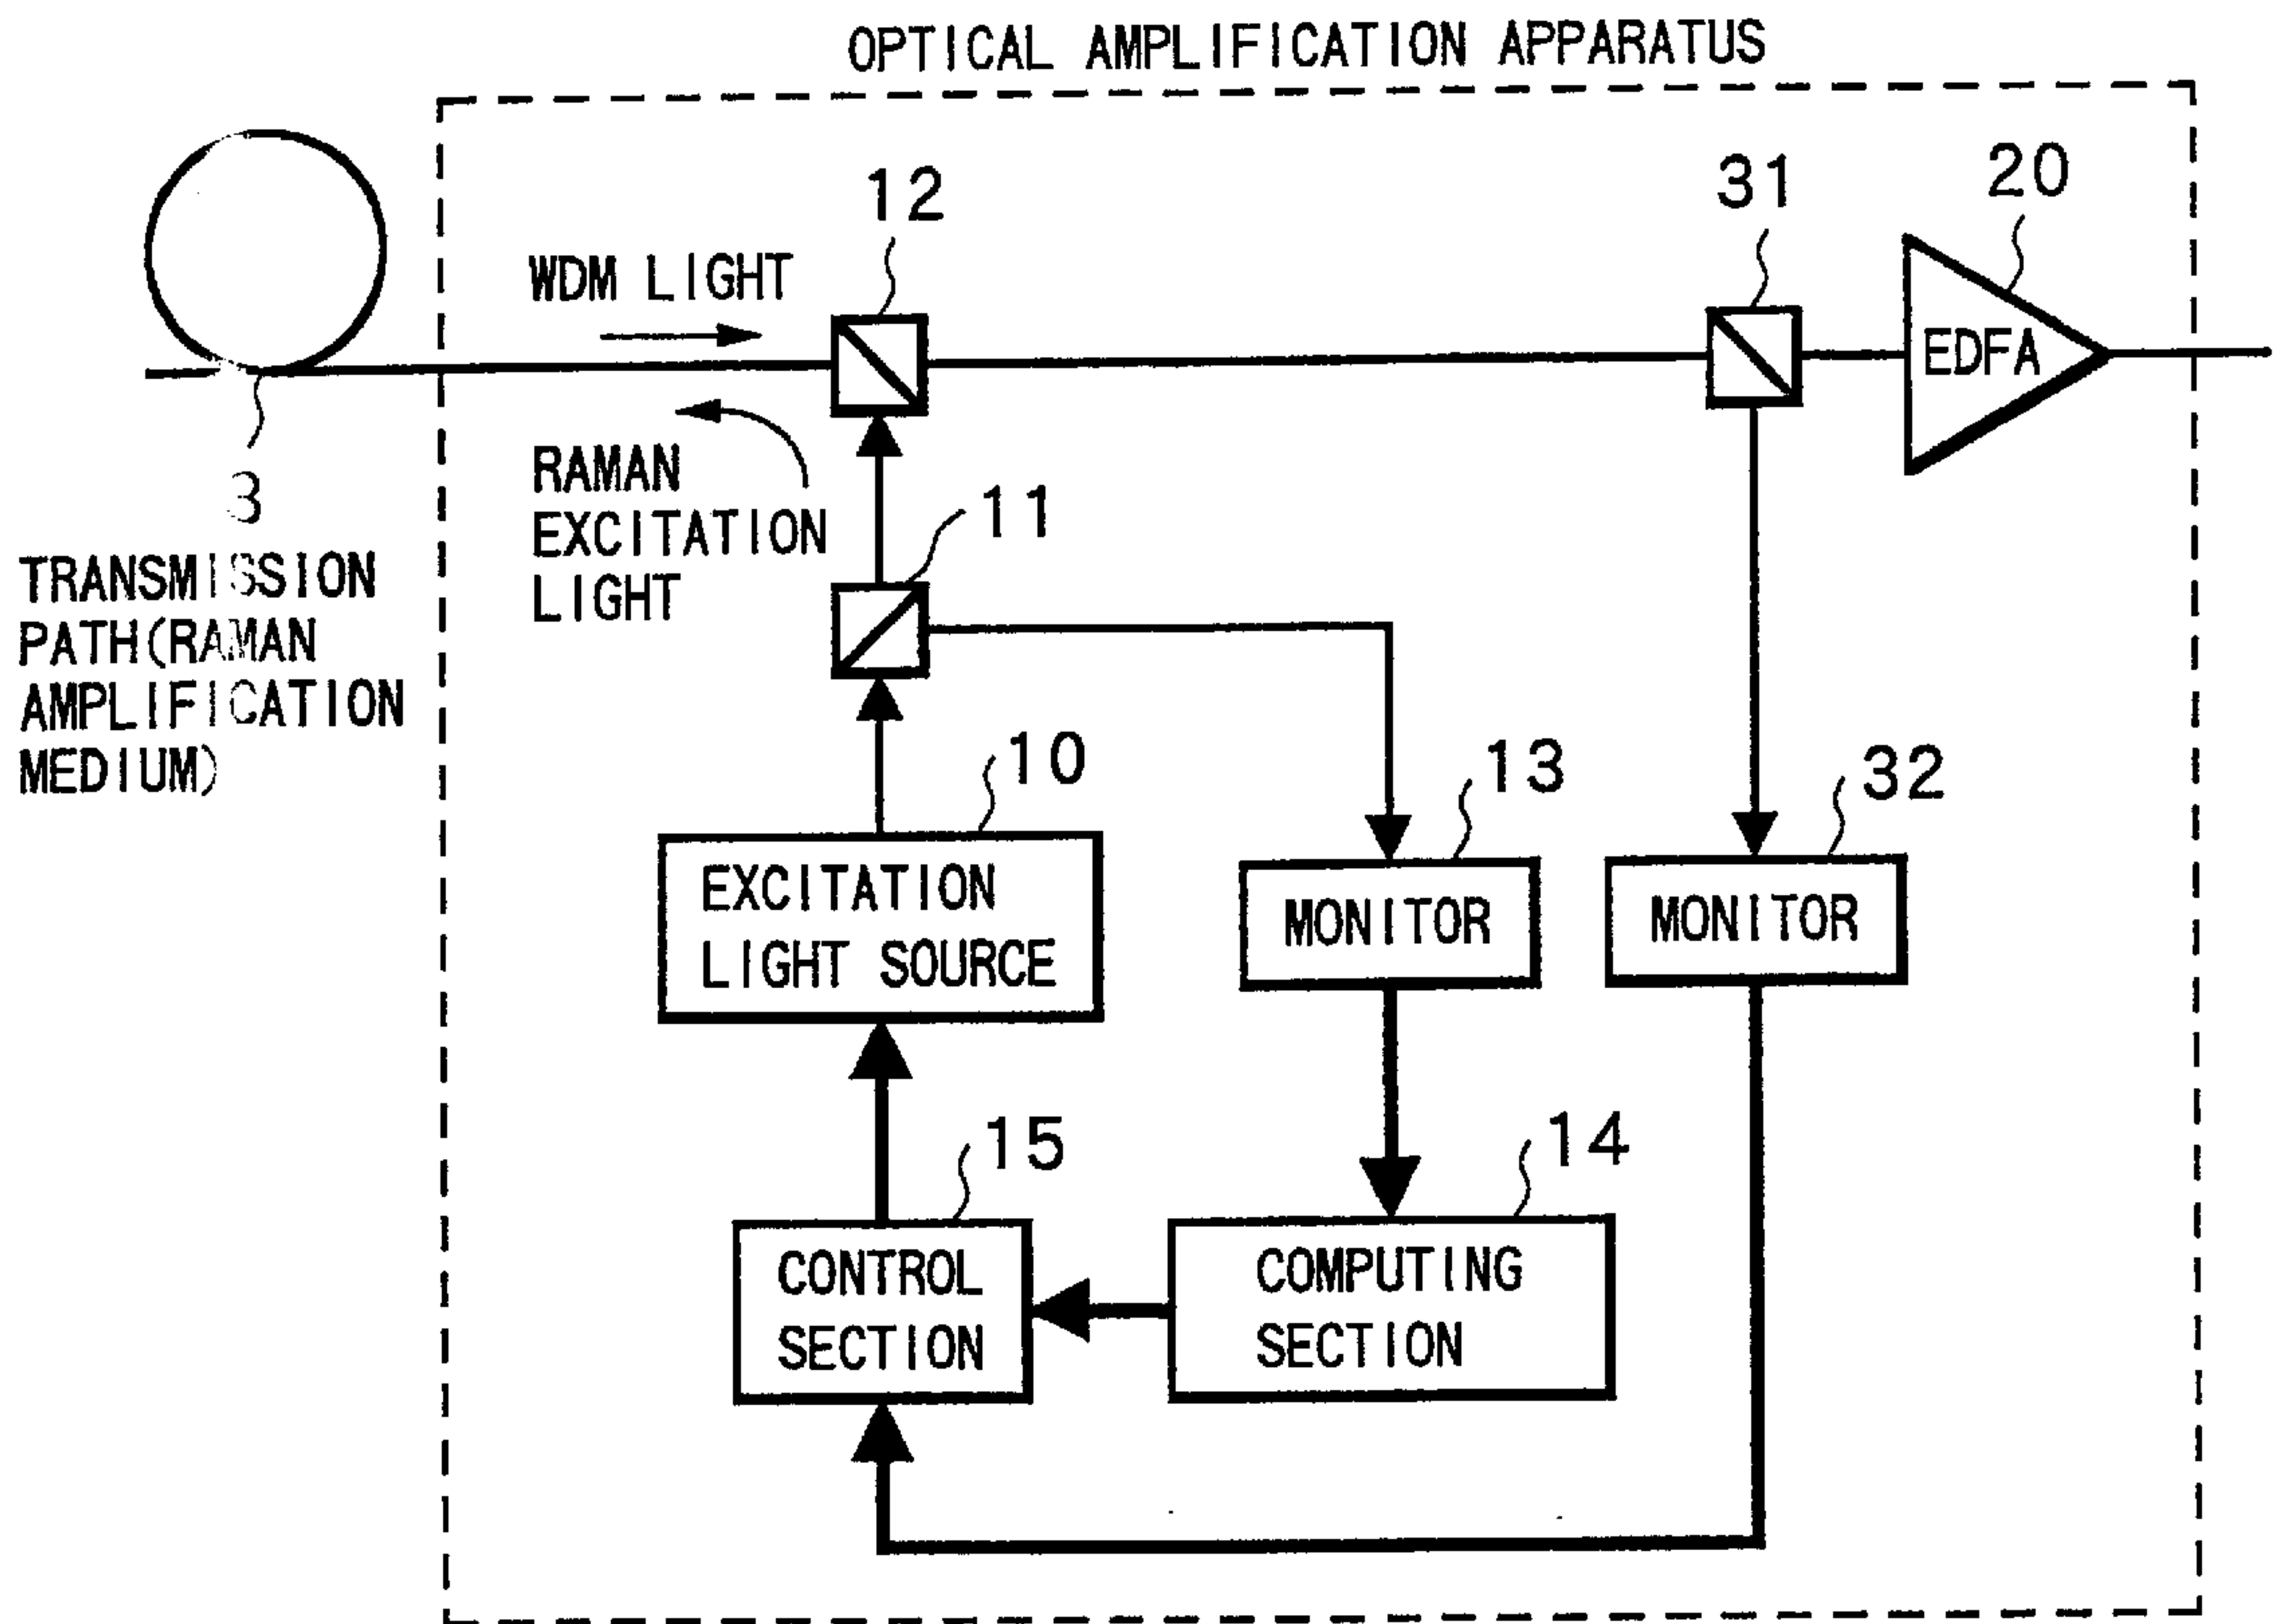 OPTICAL AMPLIFICATION APPARATUS
12
31
20
WDM LIGHT
EDFA
3
RAMAN
EXCITATION
LIGHT
11
TRANSMISSION
PATH(RAMAN
AMPLIFICATION
MEDIUM)
10
13
32
EXCITATION
LIGHT SOURCE
MONITOR
MONITOR
15
14
CONTROL
SECTION
COMPUTING
SECTION